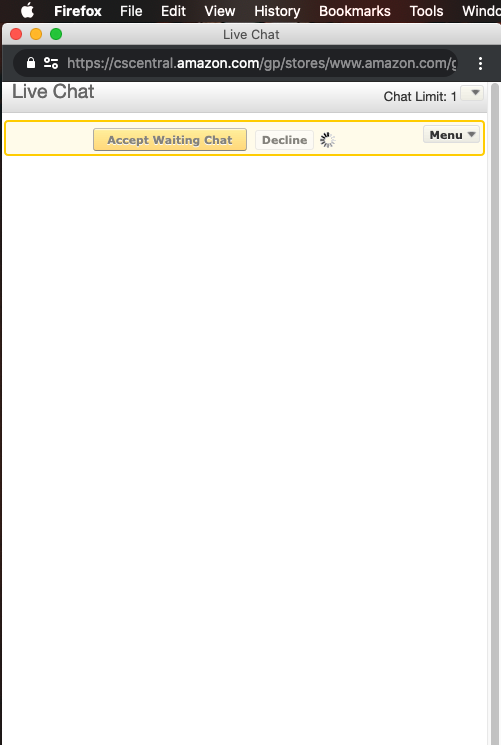 Firefox File Edit View History Bookmarks Tools
Live Chat
https://cscentral.amazon.com/gp/stores/www.amazon.com/
Live Chat
Chat Limit: 1
Accept Waiting Chat Decline Menu